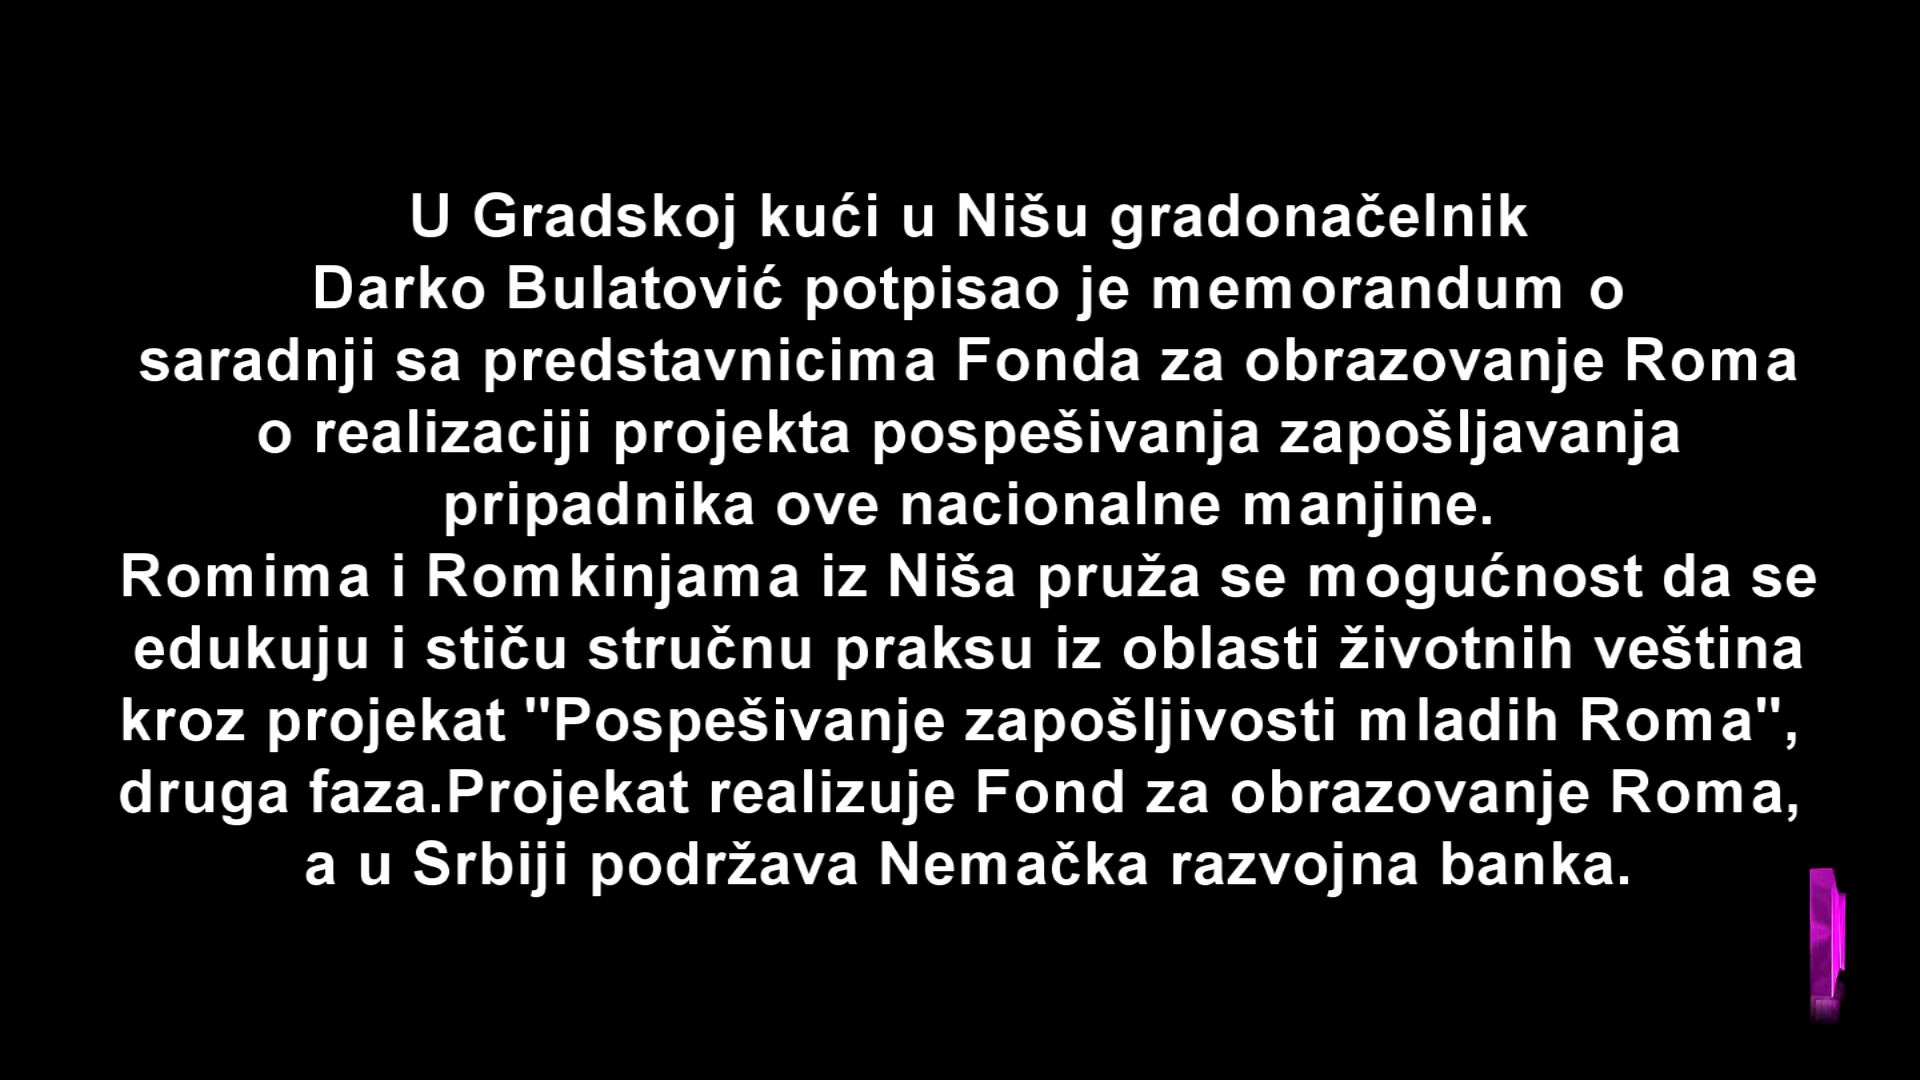 U Gradskoj kući u Nišu gradonačelnik
Darko Bulatović potpisao je memorandum o
saradnji sa predstavnicima Fonda za obrazovanje Roma
o realizaciji projekta pospešivanja zapošljavanja
pripadnika ove nacionalne manjine.
Romima i Romkinjama iz Niša pruža se mogućnost da se
edukuju i stiču stručnu praksu iz oblasti životnih veština
kroz projekat "Pospešivanje zapošljivosti mladih Roma",
druga faza.Projekat realizuje Fond za obrazovanje Roma,
a u Srbiji podržava Nemačka razvojna banka.